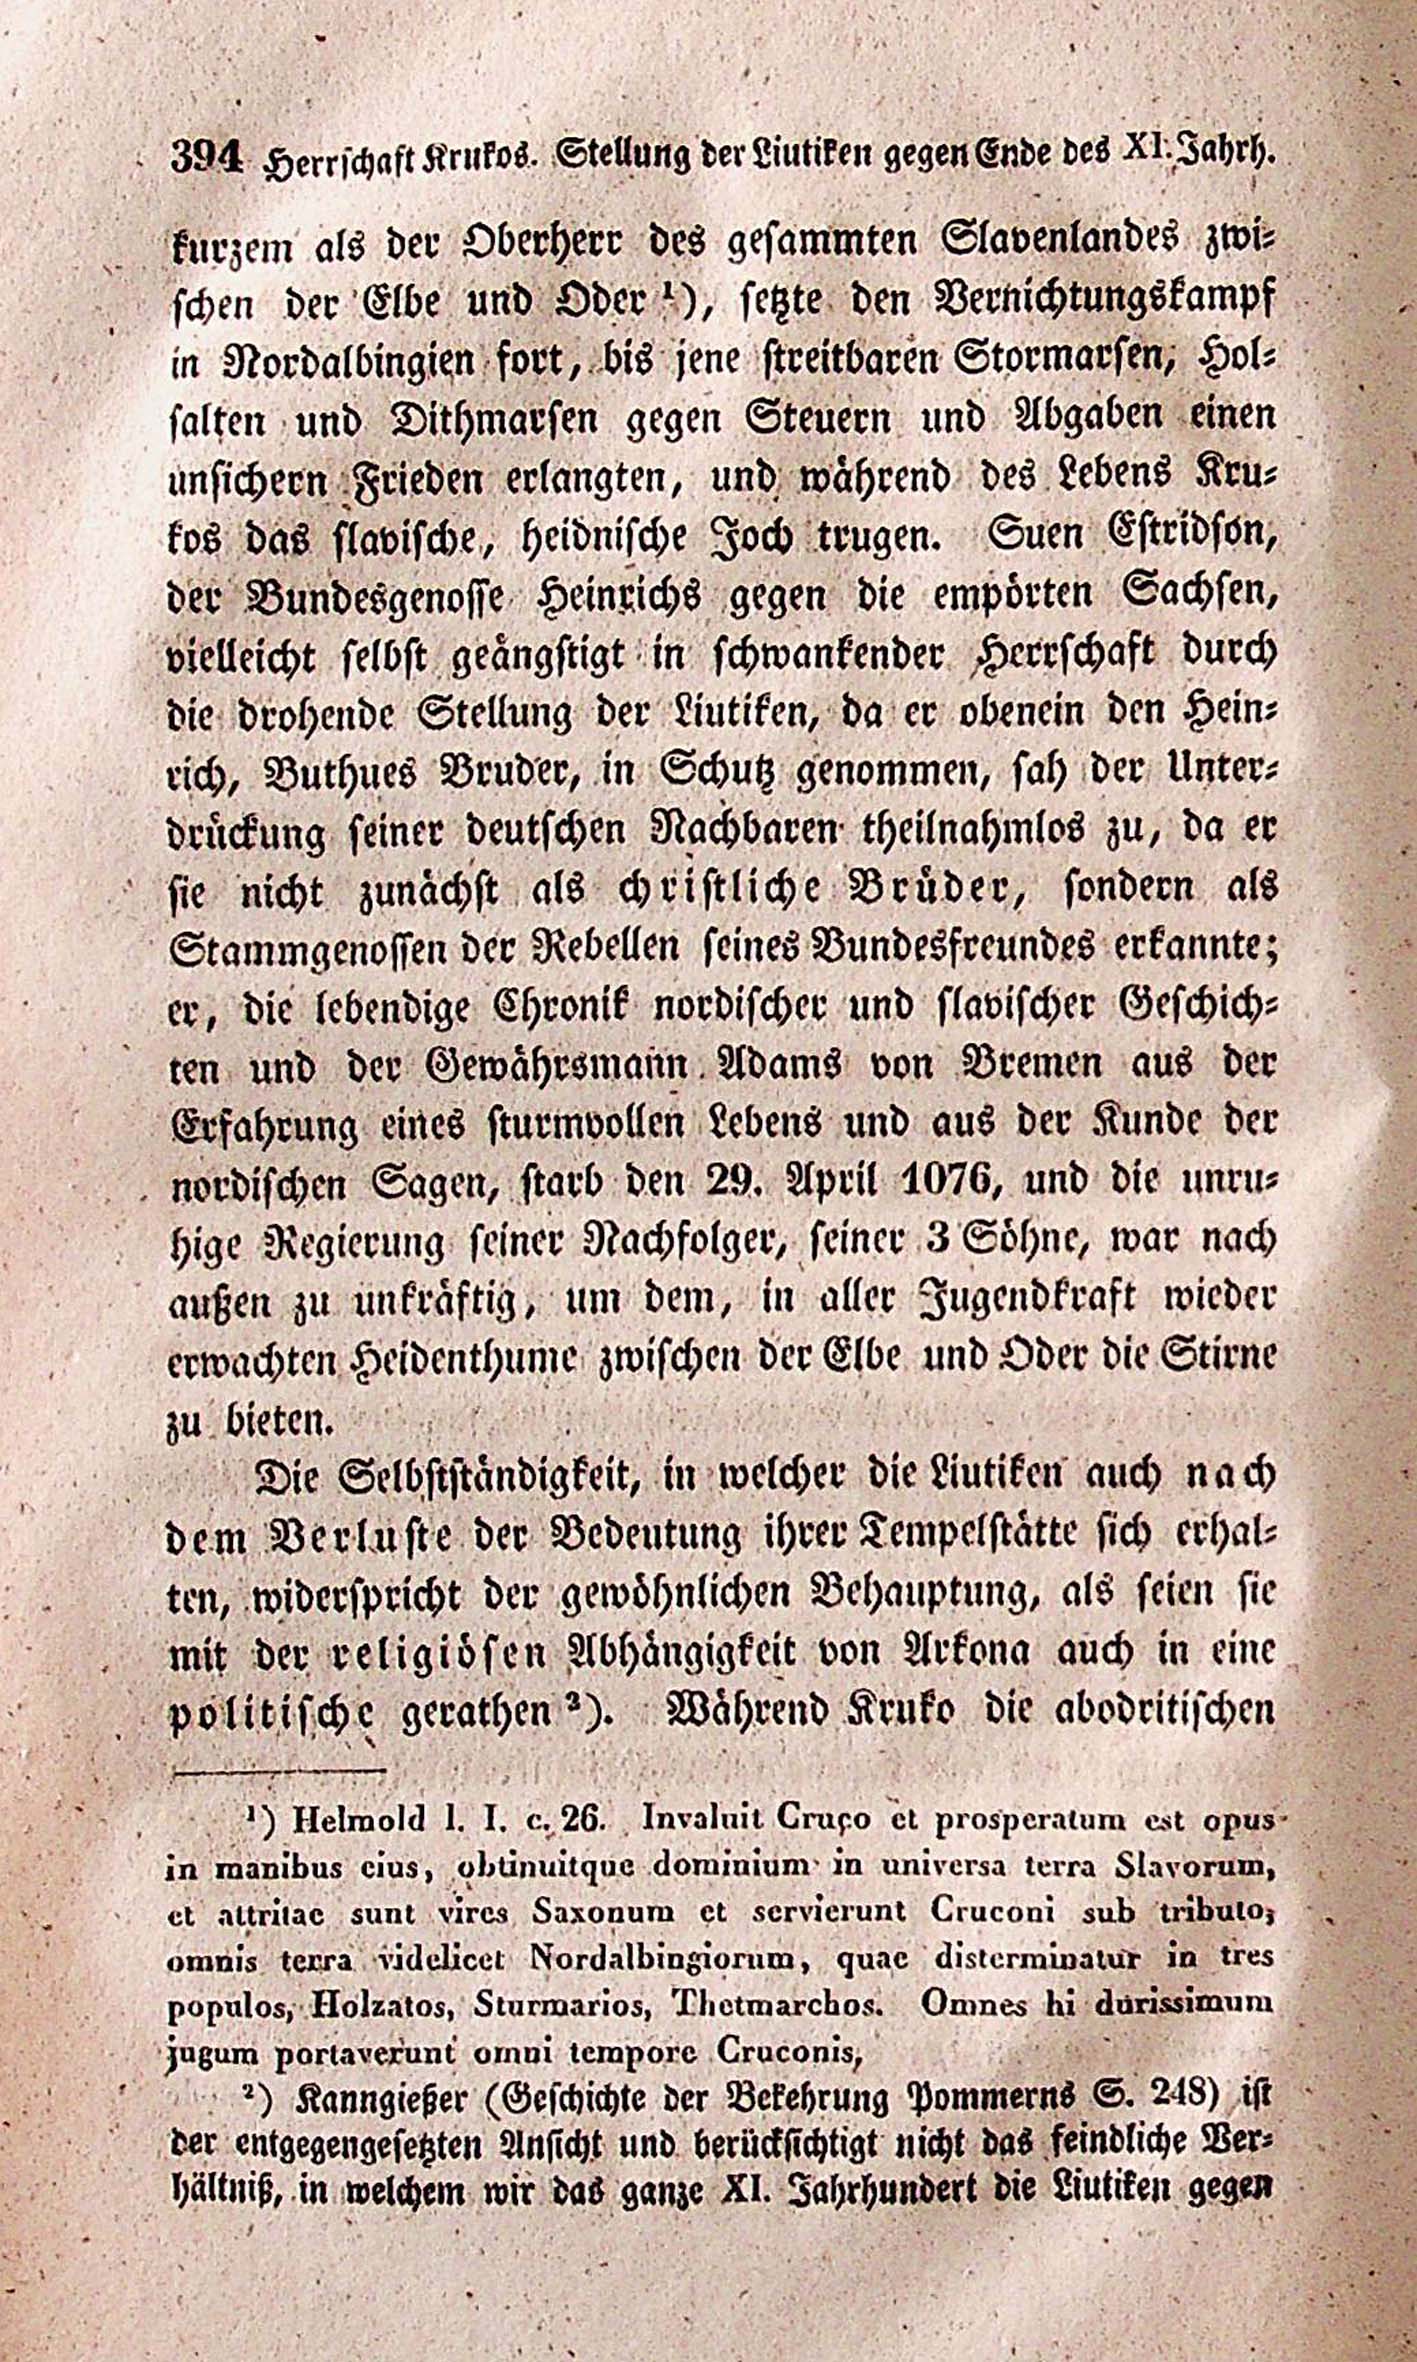 394 Herrschaft Krukos. Stellung der Liutiken gegen Ende des XI. Jahrh.
kurzem als der Oberherr des gesammten Slavenlandes zwi-
schen der Elbe und Oder ¹), setzte den Vernichtungskampf
in Nordalbingien fort, bis jene streitbaren Stormarsen, Hol-
salten und Dithmarsen gegen Steuern und Abgaben einen
unsichern Frieden erlangten, und während des Lebens Kru-
kos das slavische, heidnische Joch trugen. Suen Estridson,
der Bundesgenosse Heinrichs gegen die empörten Sachsen,
vielleicht selbst geängstigt in schwankender Herrschaft durch
die drohende Stellung der Liutiken, da er obenein den Hein-
rich, Buthues Bruder, in Schutz genommen, sah der Unter-
drückung seiner deutschen Nachbaren theilnahmlos zu, da er
sie nicht zunächst als christliche Brüder, sondern als
Stammgenossen der Rebellen seines Bundesfreundes erkannte;
er, die lebendige Chronik nordischer und slavischer Geschich-
ten und der Gewährsmann Adams von Bremen aus der
Erfahrung eines sturmvollen Lebens und aus der Kunde der
nordischen Sagen, starb den 29. April 1076, und die unru-
hige Regierung seiner Nachfolger, seiner 3 Söhne, war nach
außen zu unkräftig, um dem, in aller Jugendkraft wieder
erwachten Heidenthume zwischen der Elbe und Oder die Stirne
zu bieten.
Die Selbstständigkeit, in welcher die Liutiken auch nach
dem Verluste der Bedeutung ihrer Tempelstätte sich erhal-
ten, widerspricht der gewöhnlichen Behauptung, als seien sie
mit der religiösen Abhängigkeit von Arkona auch in eine
politische gerathen ²). Während Kruko die abodritischen
¹) Helmold l. I. c. 26. Invaluit Cruco et prosperatum est opus
in manibus eius, obtinuitque dominium in universa terra Slavorum,
et attritae sunt vires Saxonum et servierunt Cruconi sub tributo,
omnis terra videlicet Nordalbingiorum, quae disterminatur in tres
populos, Holzatos, Sturmarios, Thetmarchos. Omnes hi durissimum
jugum portaverunt omni tempore Cruconis,
²) Kanngießer (Geschichte der Bekehrung Pommerns S. 248) ist
der entgegengesetzten Ansicht und berücksichtigt nicht das feindliche Ver-
hältniß, in welchem wir das ganze XI. Jahrhundert die Liutiken gegen